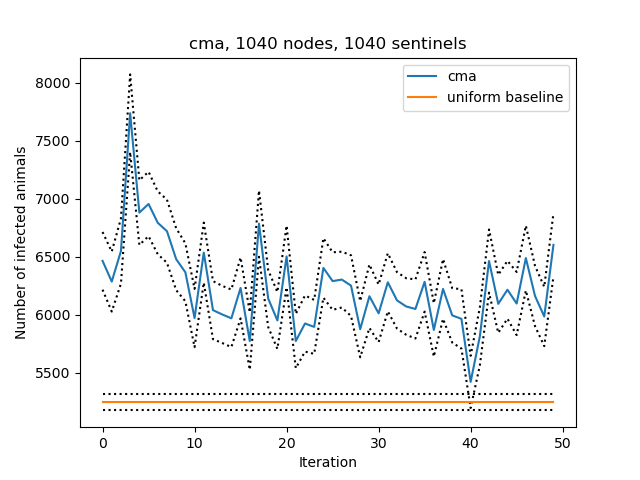 cma, 1040 nodes, 1040 sentinels
cma
uniform baseline
Number of infected animals
8000
7500
7000
6500
6000
5500
0 10 20 30 40 50
Iteration